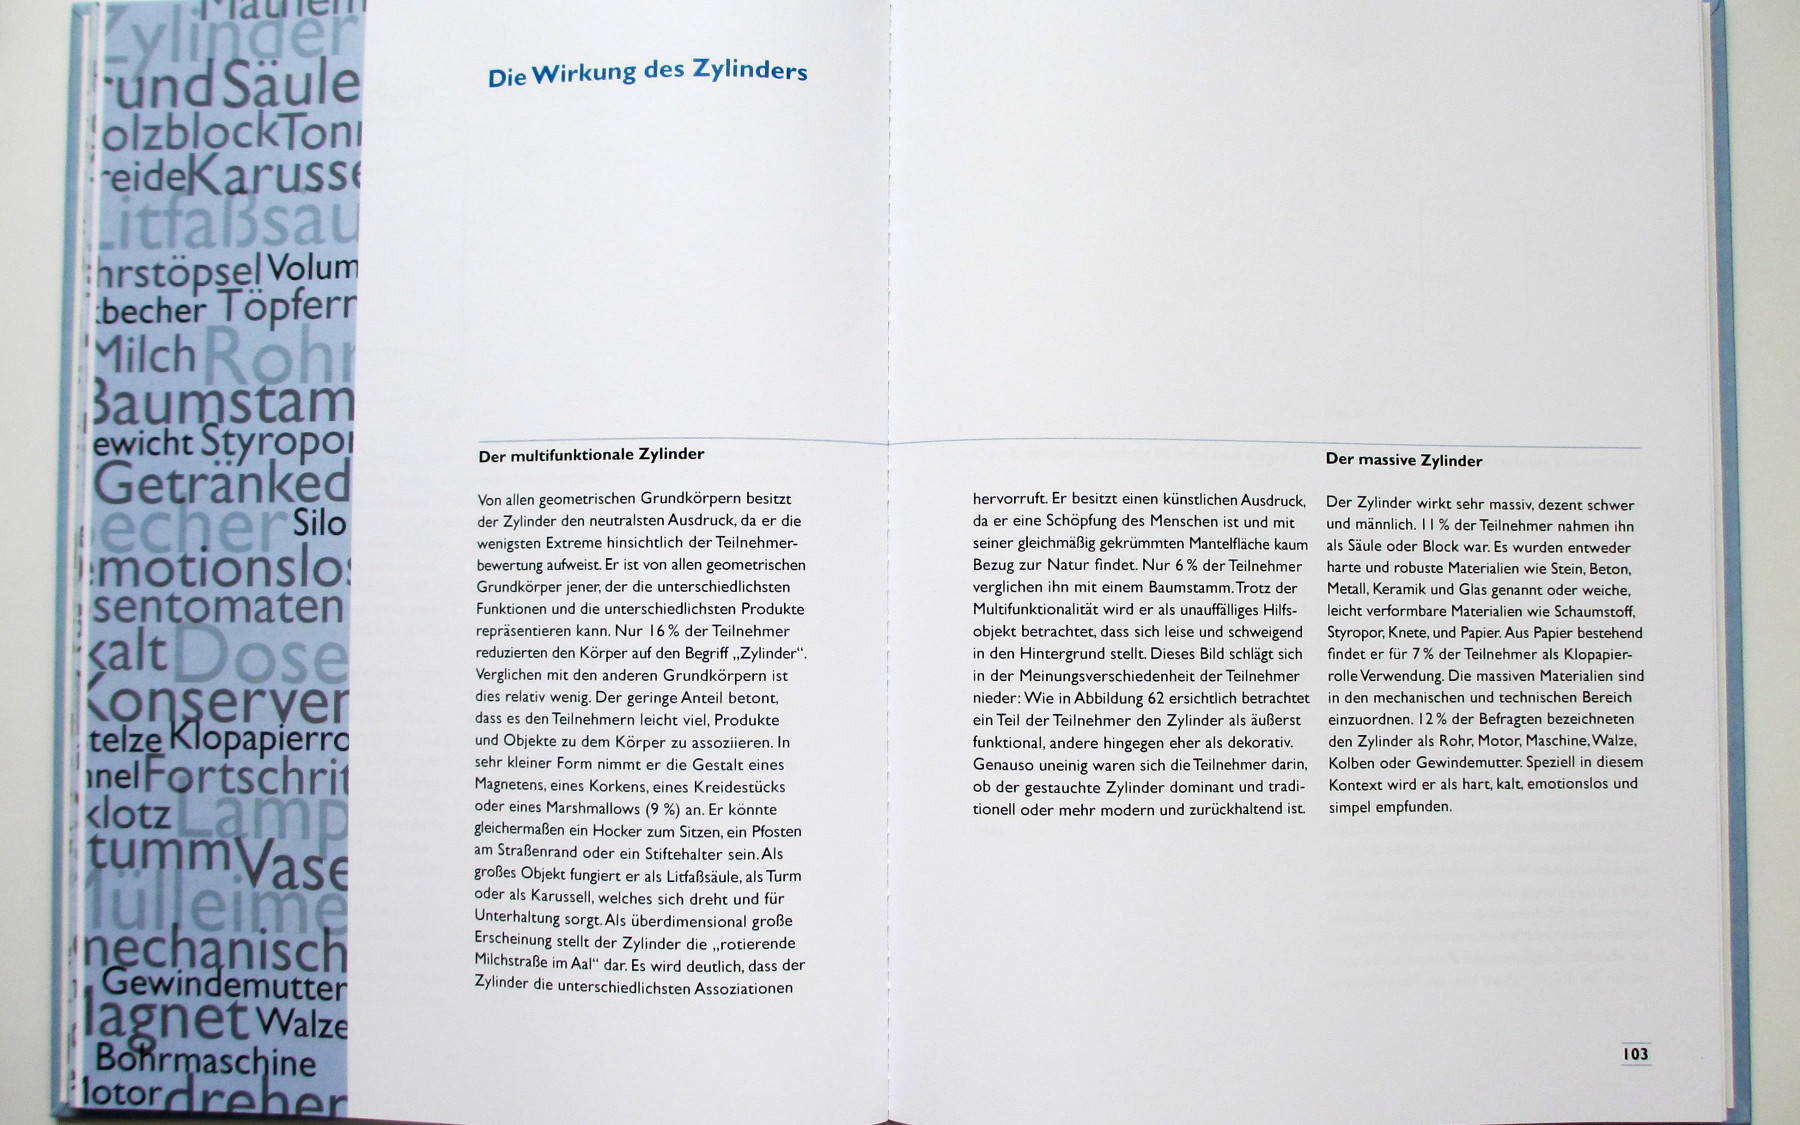 Zylinder
und Säule
Karusse
Volum
becher Töpfern
Milch Rohr
Baumstam
ewicht Styropor
Getränked
echer Silo
emotionslos
sentomaten
kalt Dose
Konserven
telze Klopapierro
nnel Fortschrit
klotz Lamp
tumm Vase
Mülleime
mechanisch
Gewindemutter
Magnet Walze
Bohrmaschine
Motor drehen
Die Wirkung des Zylinders
Der multifunktionale Zylinder
Von allen geometrischen Grundkörpern besitzt
der Zylinder den neutralsten Ausdruck, da er die
wenigsten Extreme hinsichtlich der Teilnehmer-
bewertung aufweist. Er ist von allen geometrischen
Grundkörper jener, der die unterschiedlichsten
Funktionen und die unterschiedlichsten Produkte
repräsentieren kann. Nur 16 % der Teilnehmer
reduzierten den Körper auf den Begriff „Zylinder“.
Verglichen mit den anderen Grundkörpern ist
dies relativ wenig. Der geringe Anteil betont,
dass es den Teilnehmern leicht viel, Produkte
und Objekte zu dem Körper zu assoziieren. In
sehr kleiner Form nimmt er die Gestalt eines
Magnetens, eines Korkens, eines Kreidestücks
oder eines Marshmallows (9 %) an. Er könnte
gleichermaßen ein Hocker zum Sitzen, ein Pfosten
am Straßenrand oder ein Stiftehalter sein. Als
großes Objekt fungiert er als Litfaßsäule, als Turm
oder als Karussell, welches sich dreht und für
Unterhaltung sorgt. Als überdimensional große
Erscheinung stellt der Zylinder die „rotierende
Milchstraße im Aal“ dar. Es wird deutlich, dass der
Zylinder die unterschiedlichsten Assoziationen
hervorruft. Er besitzt einen künstlichen Ausdruck,
da er eine Schöpfung des Menschen ist und mit
seiner gleichmäßig gekrümmten Mantelfläche kaum
Bezug zur Natur findet. Nur 6 % der Teilnehmer
verglichen ihn mit einem Baumstamm. Trotz der
Multifunktionalität wird er als unauffälliges Hilfs-
objekt betrachtet, dass sich leise und schweigend
in den Hintergrund stellt. Dieses Bild schlägt sich
in der Meinungsverschiedenheit der Teilnehmer
nieder: Wie in Abbildung 62 ersichtlich betrachtet
ein Teil der Teilnehmer den Zylinder als äußerst
funktional, andere hingegen eher als dekorativ.
Genauso uneinig waren sich die Teilnehmer darin,
ob der gestauchte Zylinder dominant und tradi-
tionell oder mehr modern und zurückhaltend ist.
Der massive Zylinder
Der Zylinder wirkt sehr massiv, dezent schwer
und männlich. 11 % der Teilnehmer nahmen ihn
als Säule oder Block war. Es wurden entweder
harte und robuste Materialien wie Stein, Beton,
Metall, Keramik und Glas genannt oder weiche,
leicht verformbare Materialien wie Schaumstoff,
Styropor, Knete, und Papier. Aus Papier bestehend
findet er für 7 % der Teilnehmer als Klopapier-
rolle Verwendung. Die massiven Materialien sind
in den mechanischen und technischen Bereich
einzuordnen. 12 % der Befragten bezeichneten
den Zylinder als Rohr, Motor, Maschine, Walze,
Kolben oder Gewindemutter. Speziell in diesem
Kontext wird er als hart, kalt, emotionslos und
simpel empfunden.
103